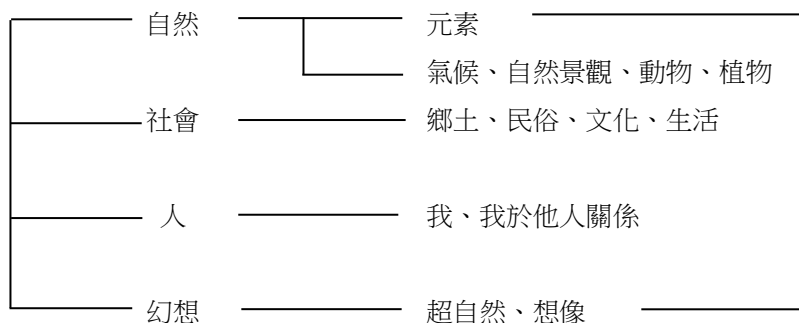 自然 元素
氣候、自然景觀、動物、植物
社會 鄉土、民俗、文化、生活
人 我、我於他人關係
幻想 超自然、想像